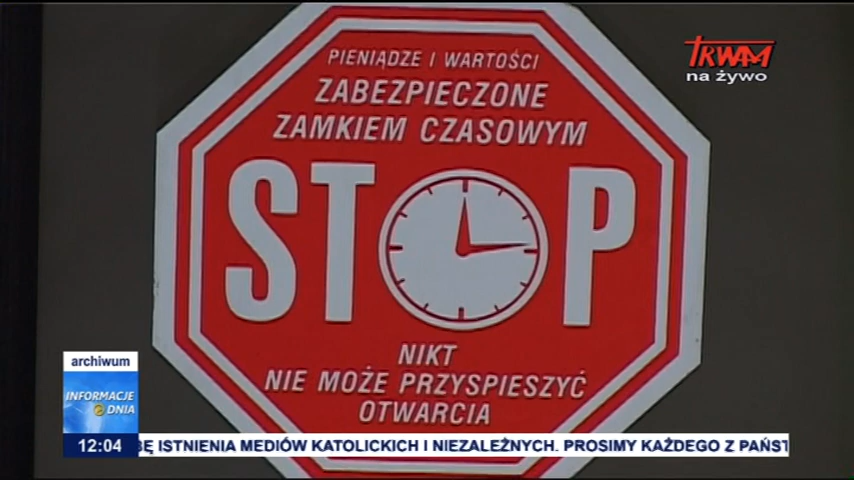 PIENIĄDZE I WARTOŚCI
ZABEZPIECZONE
ZAMKIEM CZASOWYM
STOP
NIKT
NIE MOŻE PRZYSPIESZYĆ
OTWARCIA
TRWAM
na żywo
archiwum
INFORMACJE
DNIA
12:04
BĘ ISTNIENIA MEDIÓW KATOLICKICH I NIEZALEŻNYCH. PROSIMY KAŻDEGO Z PAŃST